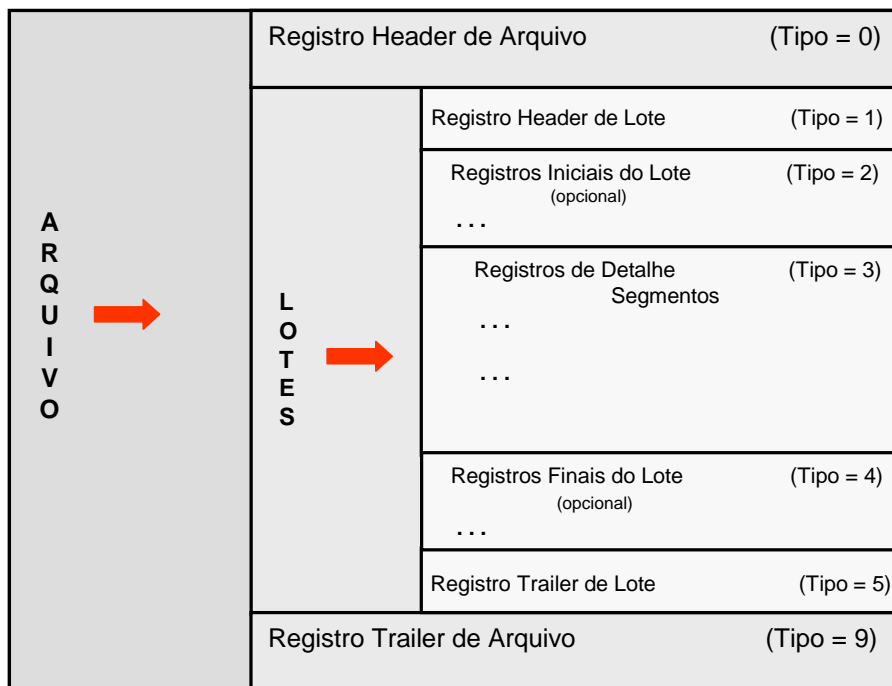 Registro Header de Arquivo (Tipo = 0)
ARQUIVO
LOTES
Registro Header de Lote (Tipo = 1)
Registros Iniciais do Lote (Tipo = 2)
(opcional)
. . .
Registros de Detalhe (Tipo = 3)
Segmentos
. . .
. . .
Registros Finais do Lote (Tipo = 4)
(opcional)
. . .
Registro Trailer de Lote (Tipo = 5)
Registro Trailer de Arquivo (Tipo = 9)